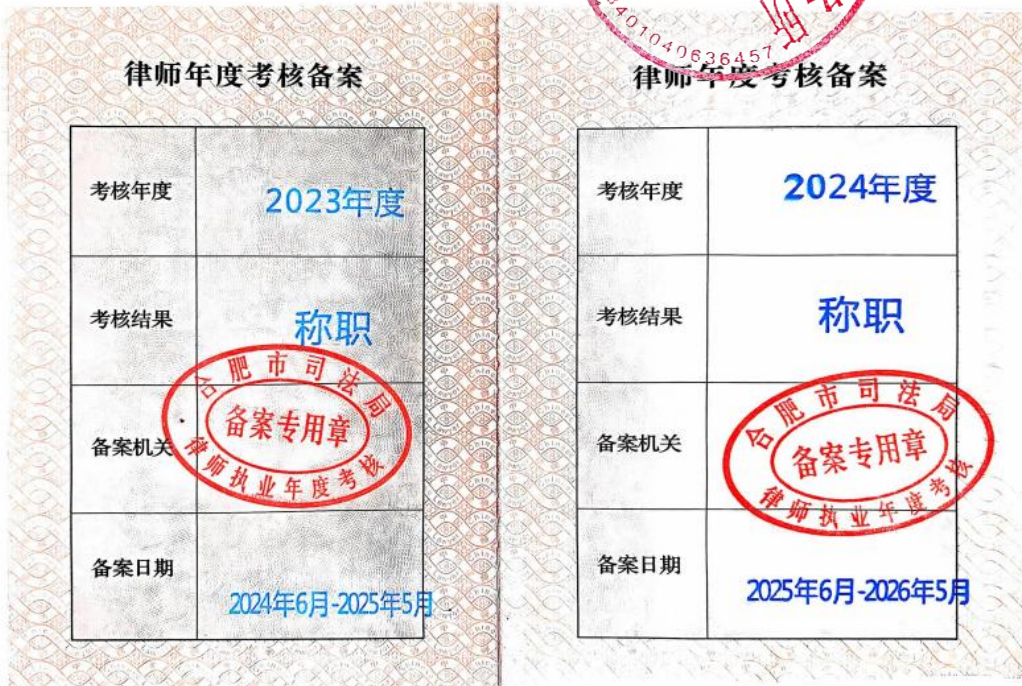 律师年度考核备案
考核年度
2023年度
考核结果
称职
备案机关
合肥市司法局
备案专用章
律师执业年度考核
备案日期
2024年6月-2025年5月
3401040636457
所
律师年度考核备案
考核年度
2024年度
考核结果
称职
备案机关
合肥市司法局
备案专用章
律师执业年度考核
备案日期
2025年6月-2026年5月